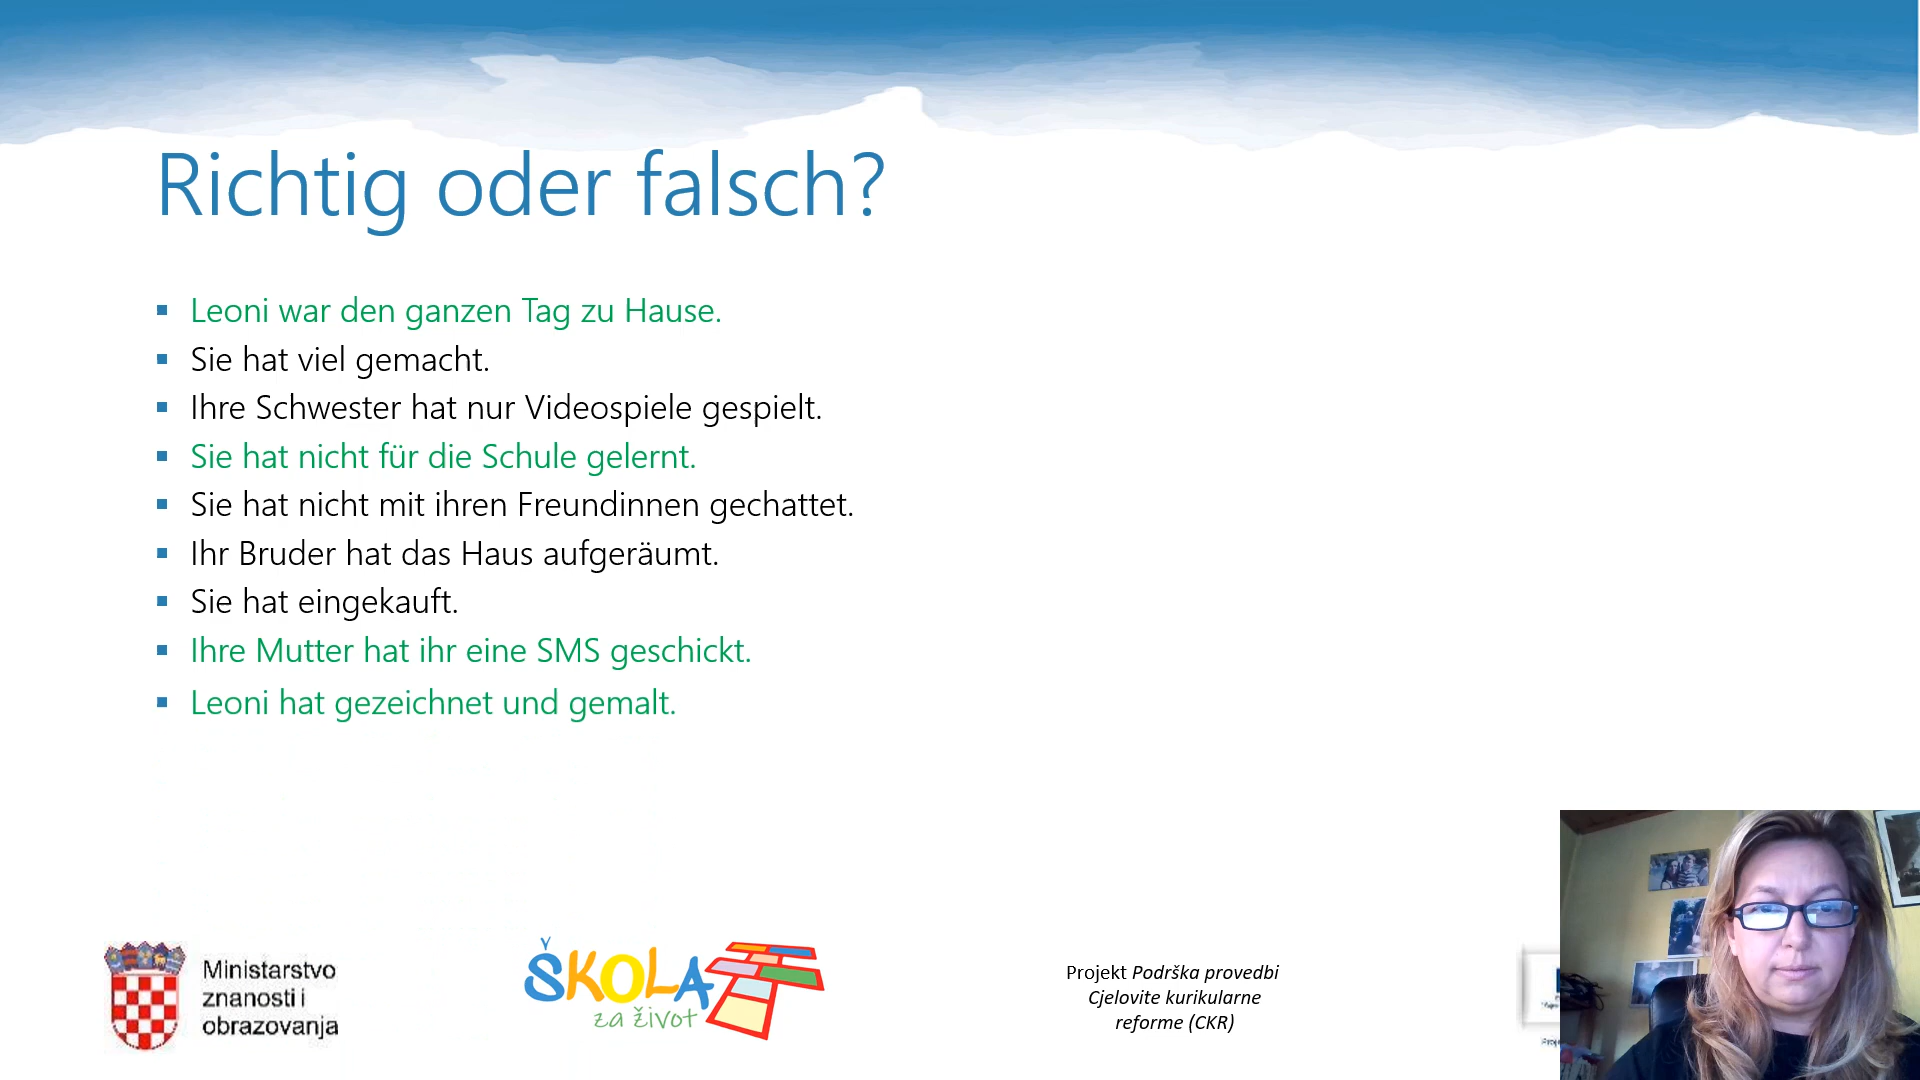 Richtig oder falsch?
Leoni war den ganzen Tag zu Hause.
Sie hat viel gemacht.
Ihre Schwester hat nur Videospiele gespielt.
Sie hat nicht für die Schule gelernt.
Sie hat nicht mit ihren Freundinnen gechattet.
Ihr Bruder hat das Haus aufgeräumt.
Sie hat eingekauft.
Ihre Mutter hat ihr eine SMS geschickt.
Leoni hat gezeichnet und gemalt.
Ministarstvo
znanosti i
obrazovanja
ŠKOLA
za život
Projekt Podrška provedbi
Cjelovite kurikularne
reforme (CKR)